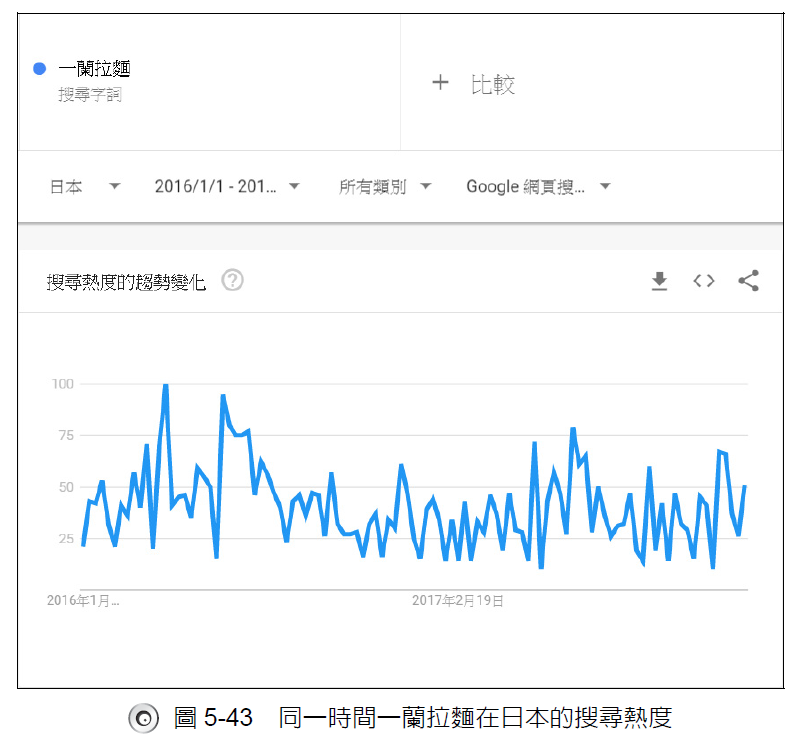 一蘭拉麵
搜尋字詞
+ 比較
日本 2016/1/1 - 201... 所有類別 Google 網頁搜...
搜尋熱度的趨勢變化 ?
100
75
50
25
2016年1月... 2017年2月19日
圖 5-43 同一時間一蘭拉麵在日本的搜尋熱度